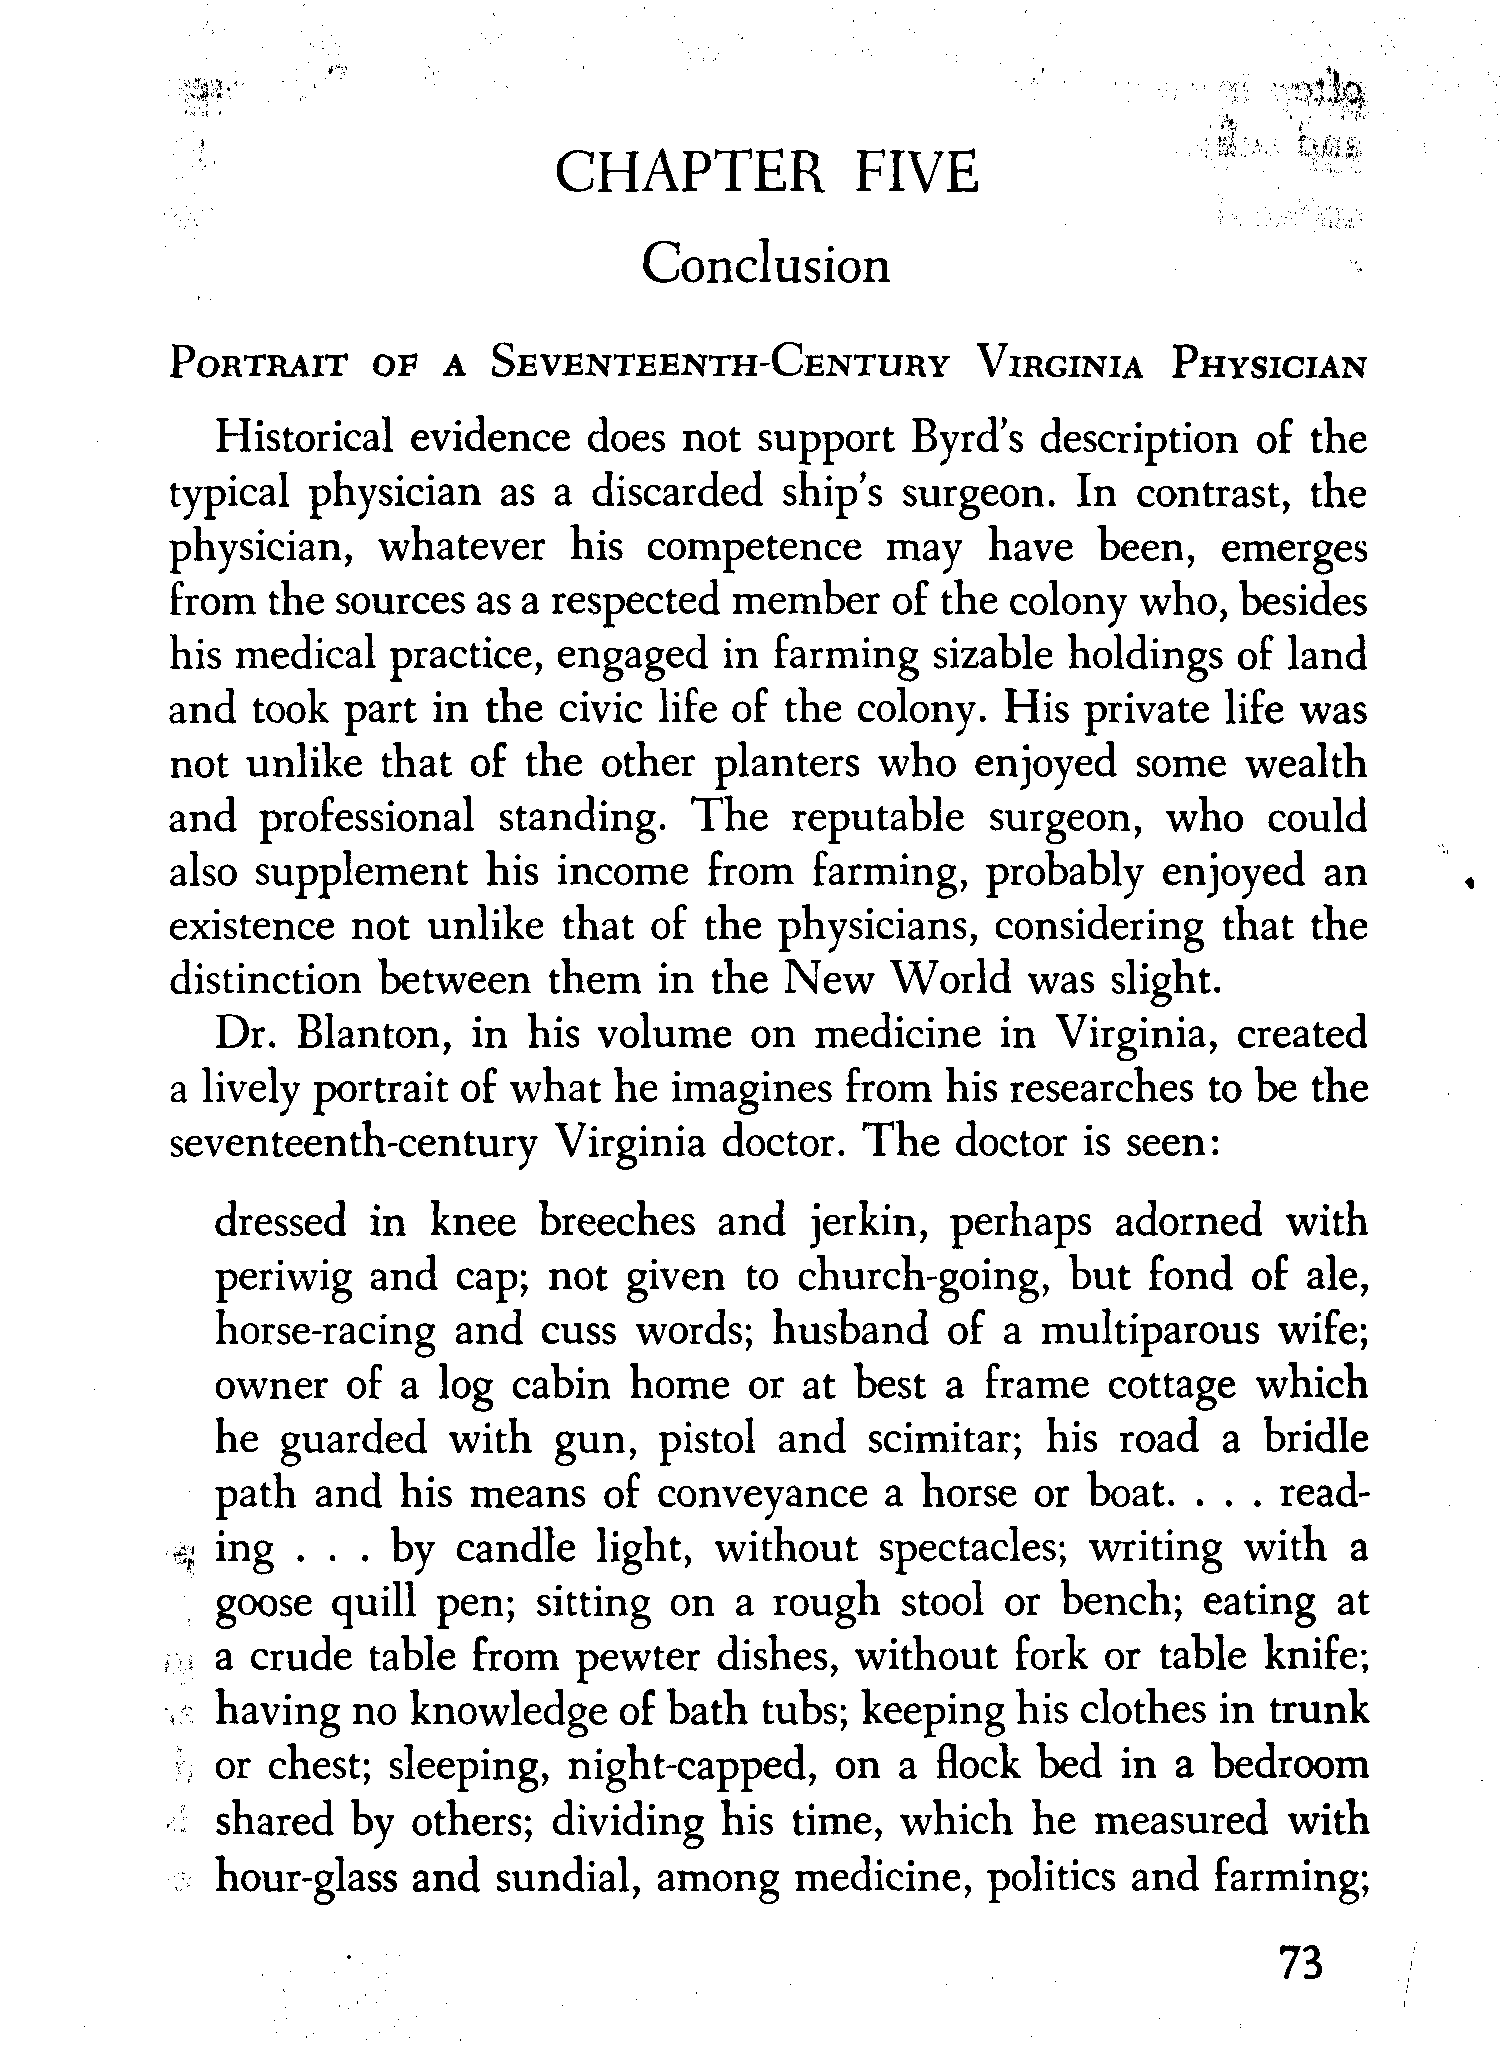 CHAPTER FIVE
Conclusion
PORTRAIT OF A SEVENTEENTH-CENTURY VIRGINIA PHYSICIAN
Historical evidence does not support Byrd's description of the
typical physician as a discarded ship's surgeon. In contrast, the
physician, whatever his competence may have been, emerges
from the sources as a respected member of the colony who, besides
his medical practice, engaged in farming sizable holdings of land
and took part in the civic life of the colony. His private life was
not unlike that of the other planters who enjoyed some wealth
and professional standing. The reputable surgeon, who could
also supplement his income from farming, probably enjoyed an
existence not unlike that of the physicians, considering that the
distinction between them in the New World was slight.
Dr. Blanton, in his volume on medicine in Virginia, created
a lively portrait of what he imagines from his researches to be the
seventeenth-century Virginia doctor. The doctor is seen:
dressed in knee breeches and jerkin, perhaps adorned with
periwig and cap; not given to church-going, but fond of ale,
horse-racing and cuss words; husband of a multiparous wife;
owner of a log cabin home or at best a frame cottage which
he guarded with gun, pistol and scimitar; his road a bridle
path and his means of conveyance a horse or boat. . . . read-
ing . . . by candle light, without spectacles; writing with a
goose quill pen; sitting on a rough stool or bench; eating at
a crude table from pewter dishes, without fork or table knife;
having no knowledge of bath tubs; keeping his clothes in trunk
or chest; sleeping, night-capped, on a flock bed in a bedroom
shared by others; dividing his time, which he measured with
hour-glass and sundial, among medicine, politics and farming;
73